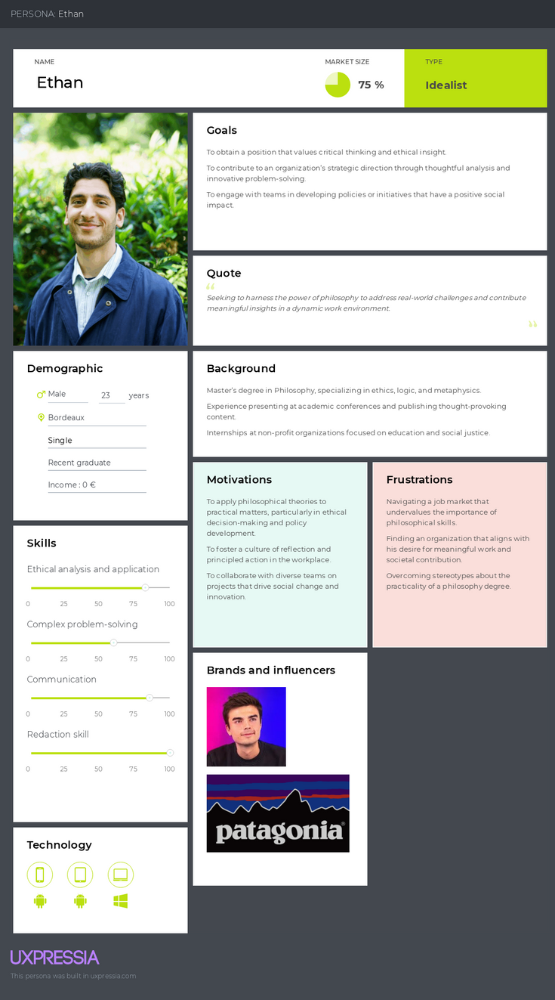 PERSONA: Ethan
NAME
Ethan
MARKET SIZE
75 %
TYPE
Idealist
Goals
To obtain a position that values critical thinking and ethical insight.
To contribute to an organization's strategic direction through thoughtful analysis and
innovative problem-solving.
To engage with teams in developing policies or initiatives that have a positive social
impact.
Quote
“
Seeking to harness the power of philosophy to address real-world challenges and contribute
meaningful insights in a dynamic work environment.
”
Demographic
Male 23 years
Bordeaux
Single
Recent graduate
Income : 0 €
Background
Master's degree in Philosophy, specializing in ethics, logic, and metaphysics.
Experience presenting at academic conferences and publishing thought-provoking
content.
Internships at non-profit organizations focused on education and social justice.
Motivations
To apply philosophical theories to
practical matters, particularly in ethical
decision-making and policy
development.
To foster a culture of reflection and
principled action in the workplace.
To collaborate with diverse teams on
projects that drive social change and
innovation.
Frustrations
Navigating a job market that
undervalues the importance of
philosophical skills.
Finding an organization that aligns with
his desire for meaningful work and
societal contribution.
Overcoming stereotypes about the
practicality of a philosophy degree.
Skills
Ethical analysis and application
0 25 50 75 100
Complex problem-solving
0 25 50 75 100
Communication
0 25 50 75 100
Redaction skill
0 25 50 75 100
Brands and influencers
patagonia®
Technology
UXPRESSIA
This persona was built in uxpressia.com